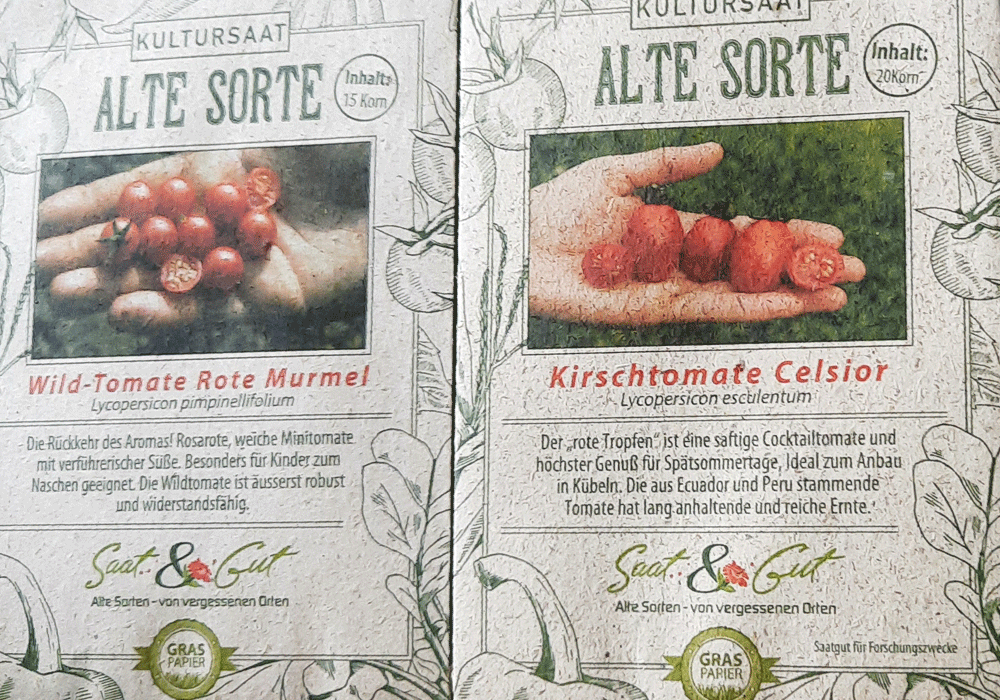 KULTURSAAT
ALTE SORTE
Inhalt:
15 Korn
Wild-Tomate Rote Murmel
Lycopersicon pimpinellifolium
Die Rückkehr des Aromas! Rosarote, weiche Minitomate
mit verführerischer Süße. Besonders für Kinder zum
Naschen geeignet. Die Wildtomate ist äusserst robust
und widerstandsfähig.
Saat & Gut
Alte Sorten - von vergessenen Orten
GRAS
PAPIER
KULTURSAAT
ALTE SORTE
Inhalt:
20Korn
Kirschtomate Celsior
Lycopersicon esculentum
Der „rote Tropfen“ ist eine saftige Cocktailtomate und
höchster Genuß für Spätsommertage, Ideal zum Anbau
in Kübeln. Die aus Ecuador und Peru stammende
Tomate hat lang anhaltende und reiche Ernte.
Saat & Gut
Alte Sorten - von vergessenen Orten
Saatgut für Forschungszwecke
GRAS
PAPIER